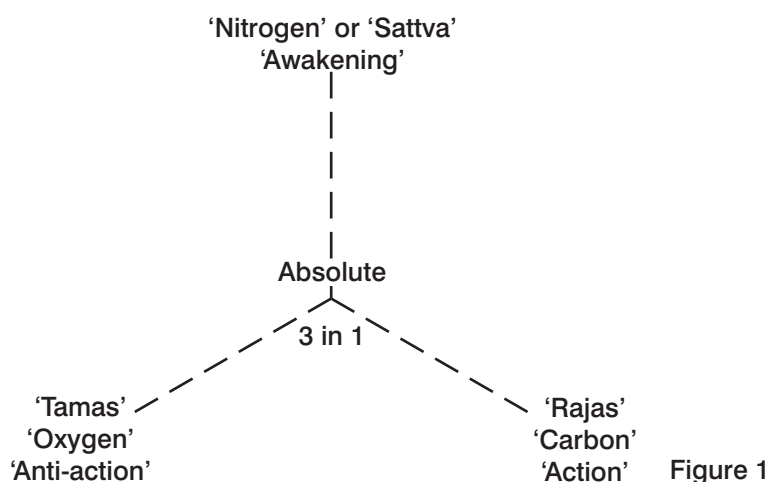 ‘Nitrogen’ or ‘Sattva’
‘Awakening’
Absolute
3 in 1
‘Tamas’
‘Oxygen’
‘Anti-action’
‘Rajas’
‘Carbon’
‘Action’
Figure 1